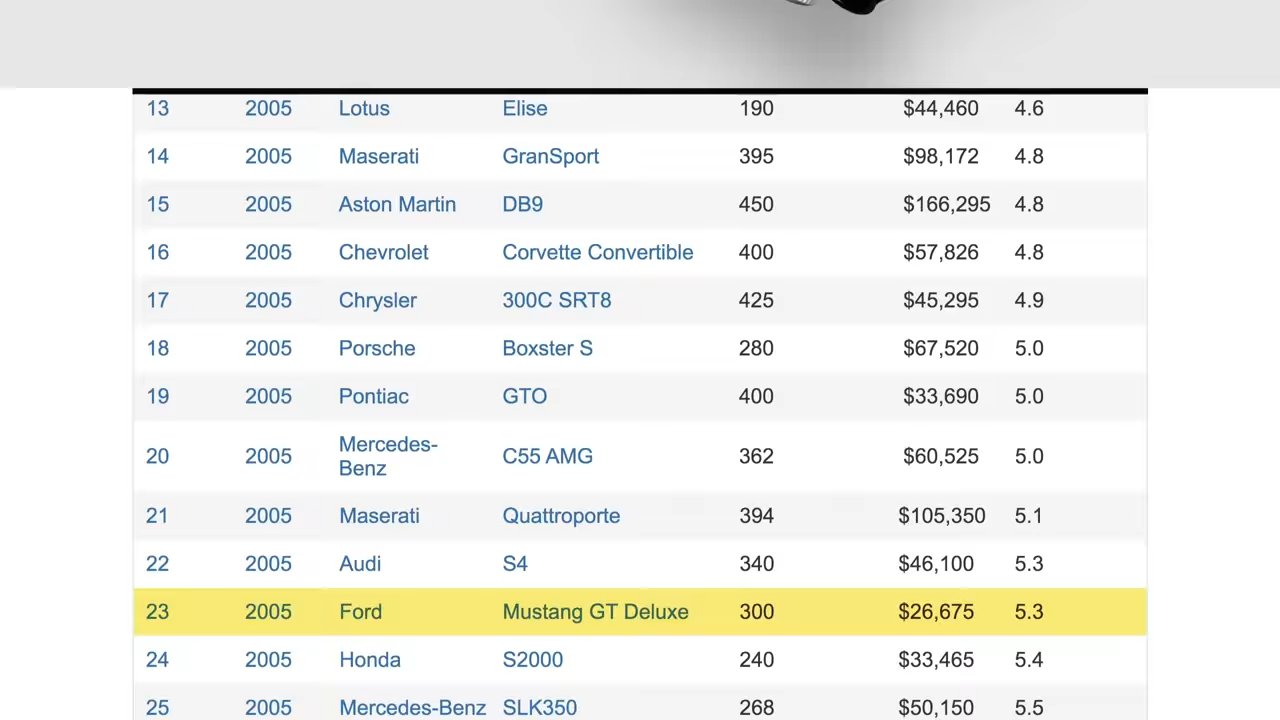 13 2005 Lotus Elise 190 $44,460 4.6
14 2005 Maserati GranSport 395 $98,172 4.8
15 2005 Aston Martin DB9 450 $166,295 4.8
16 2005 Chevrolet Corvette Convertible 400 $57,826 4.8
17 2005 Chrysler 300C SRT8 425 $45,295 4.9
18 2005 Porsche Boxster S 280 $67,520 5.0
19 2005 Pontiac GTO 400 $33,690 5.0
20 2005 Mercedes-
Benz C55 AMG 362 $60,525 5.0
21 2005 Maserati Quattroporte 394 $105,350 5.1
22 2005 Audi S4 340 $46,100 5.3
23 2005 Ford Mustang GT Deluxe 300 $26,675 5.3
24 2005 Honda S2000 240 $33,465 5.4
25 2005 Mercedes-Benz SLK350 268 $50,150 5.5